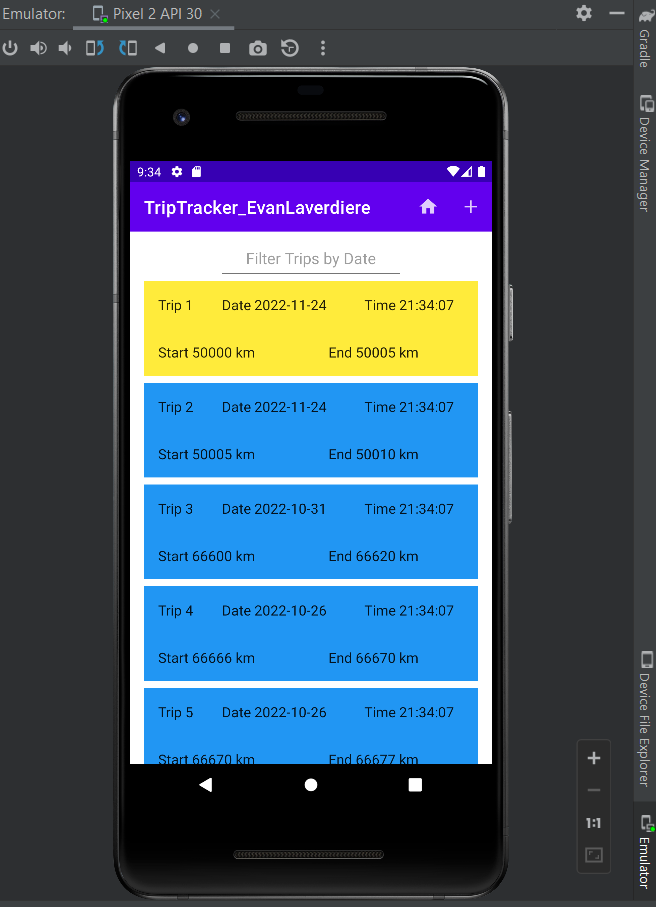 Emulator: Pixel 2 API 30
Gradle
Device Manager
9:34
TripTracker_EvanLaverdiere
Filter Trips by Date
Trip 1 Date 2022-11-24 Time 21:34:07
Start 50000 km End 50005 km
Trip 2 Date 2022-11-24 Time 21:34:07
Start 50005 km End 50010 km
Trip 3 Date 2022-10-31 Time 21:34:07
Start 66600 km End 66620 km
Trip 4 Date 2022-10-26 Time 21:34:07
Start 66666 km End 66670 km
Trip 5 Date 2022-10-26 Time 21:34:07
Start 66670 km End 66677 km
Device File Explorer
1:1
Emulator